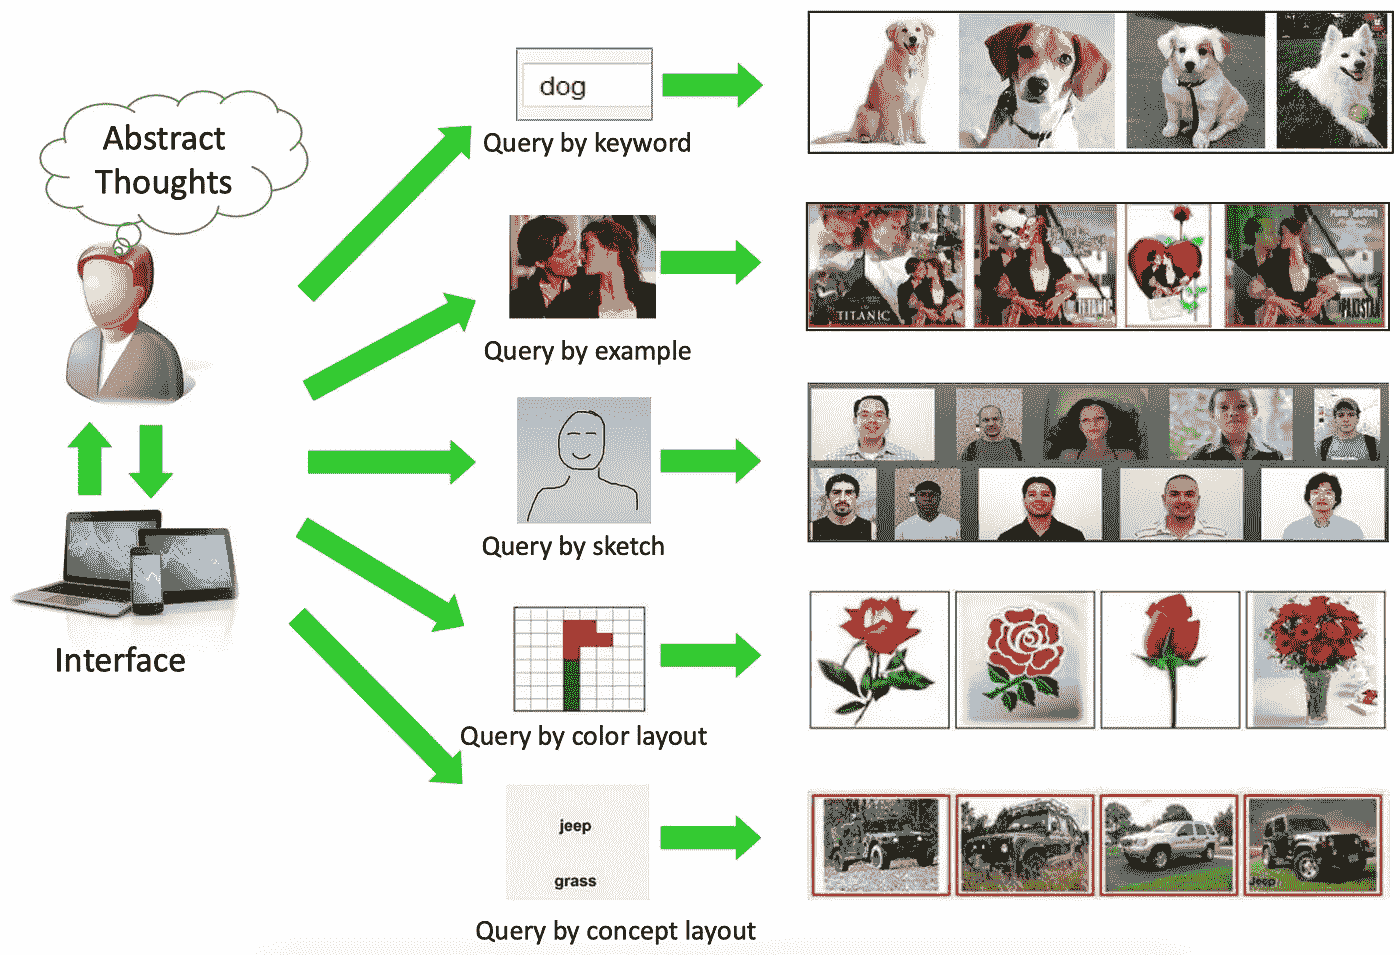 Abstract
Thoughts
Interface
dog
Query by keyword
Query by example
TITANIC
Query by sketch
Query by color layout
jeep
grass
Query by concept layout
Jeep